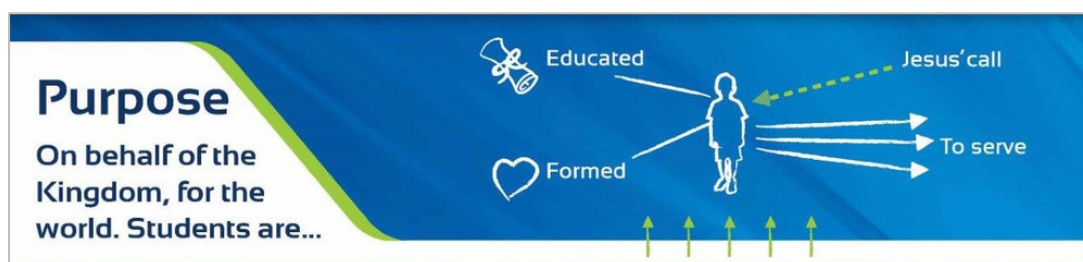 Purpose
On behalf of the
Kingdom, for the
world. Students are...
Educated
Formed
Jesus' call
To serve